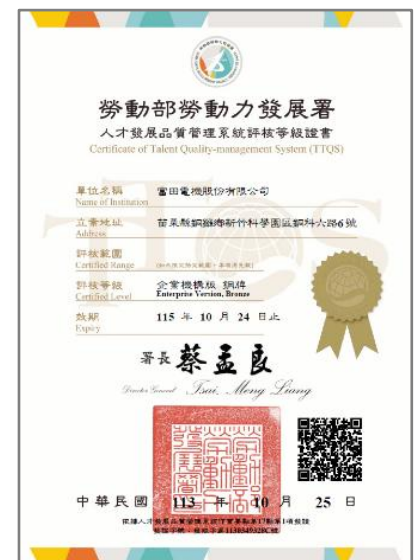 勞動部勞動力發展署
人才發展品質管理系統評核等級證書
Certificate of Talent Quality-management System (TTQS)
單位名稱 富田電機股份有限公司
Name of Institution
立案地址 苗栗縣銅鑼鄉新竹科學園區銅科六路6號
Address
評核範圍
Certified Range
評核等級 企業機構版 銅牌
Certified Level Enterprise Version, Bronze
效期 115 年 10 月 24 日止
Expiry
署長 蔡孟良
Director General Tsai, Meng Liang
中華民國 113 年 10 月 25 日